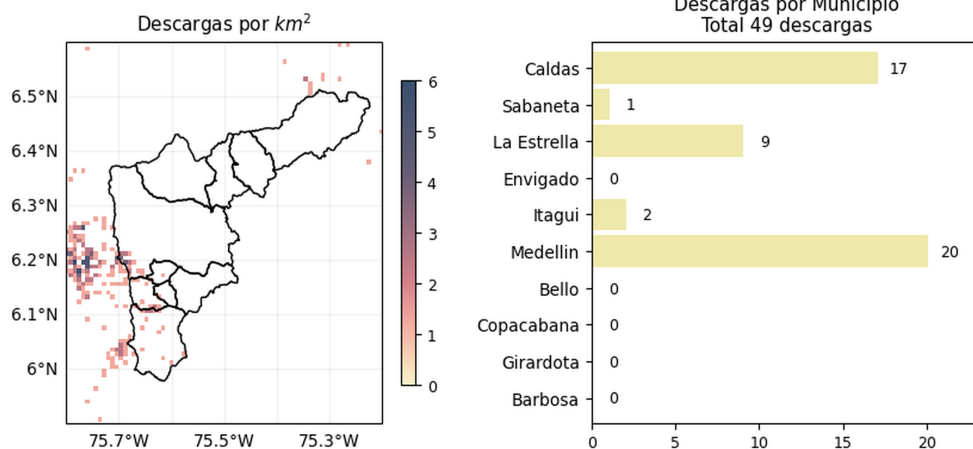 Descargas por km²
6.5°N
6.4°N
6.3°N
6.2°N
6.1°N
6°N
75.7°W
75.5°W
75.3°W
6
5
4
3
2
1
0
Descargas por Municipio
Total 49 descargas
Caldas 17
Sabaneta 1
La Estrella 9
Envigado 0
Itagui 2
Medellin 20
Bello 0
Copacabana 0
Girardota 0
Barbosa 0
0 5 10 15 20